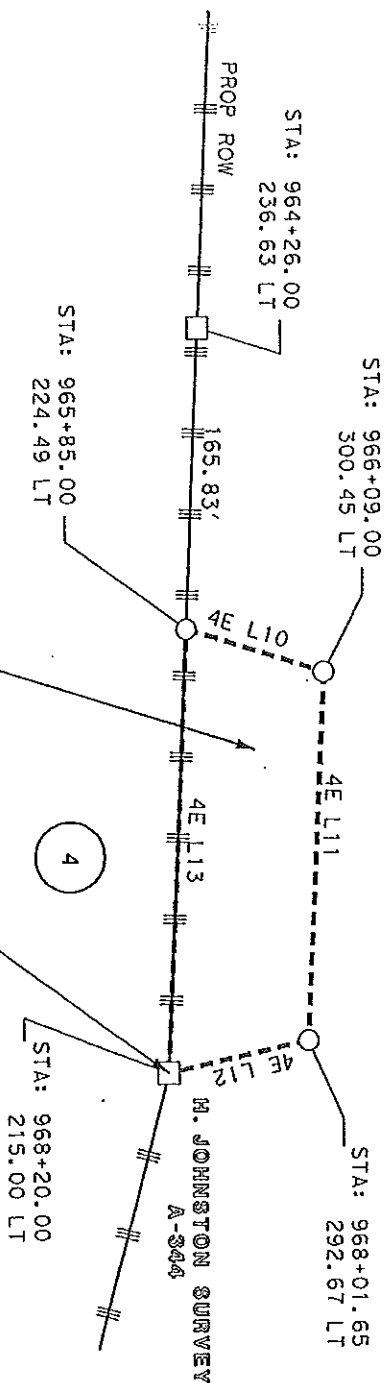 STA: 966+09.00
300.45 LT
STA: 964+26.00
236.63 LT
PROP ROW
165.83'
STA: 965+85.00
224.49 LT
4E L10
4E L11
4E L13
4E L12
4
STA: 968+01.65
292.67 LT
H. JOHNSTON SURVEY
A-344
STA: 968+20.00
215.00 LT